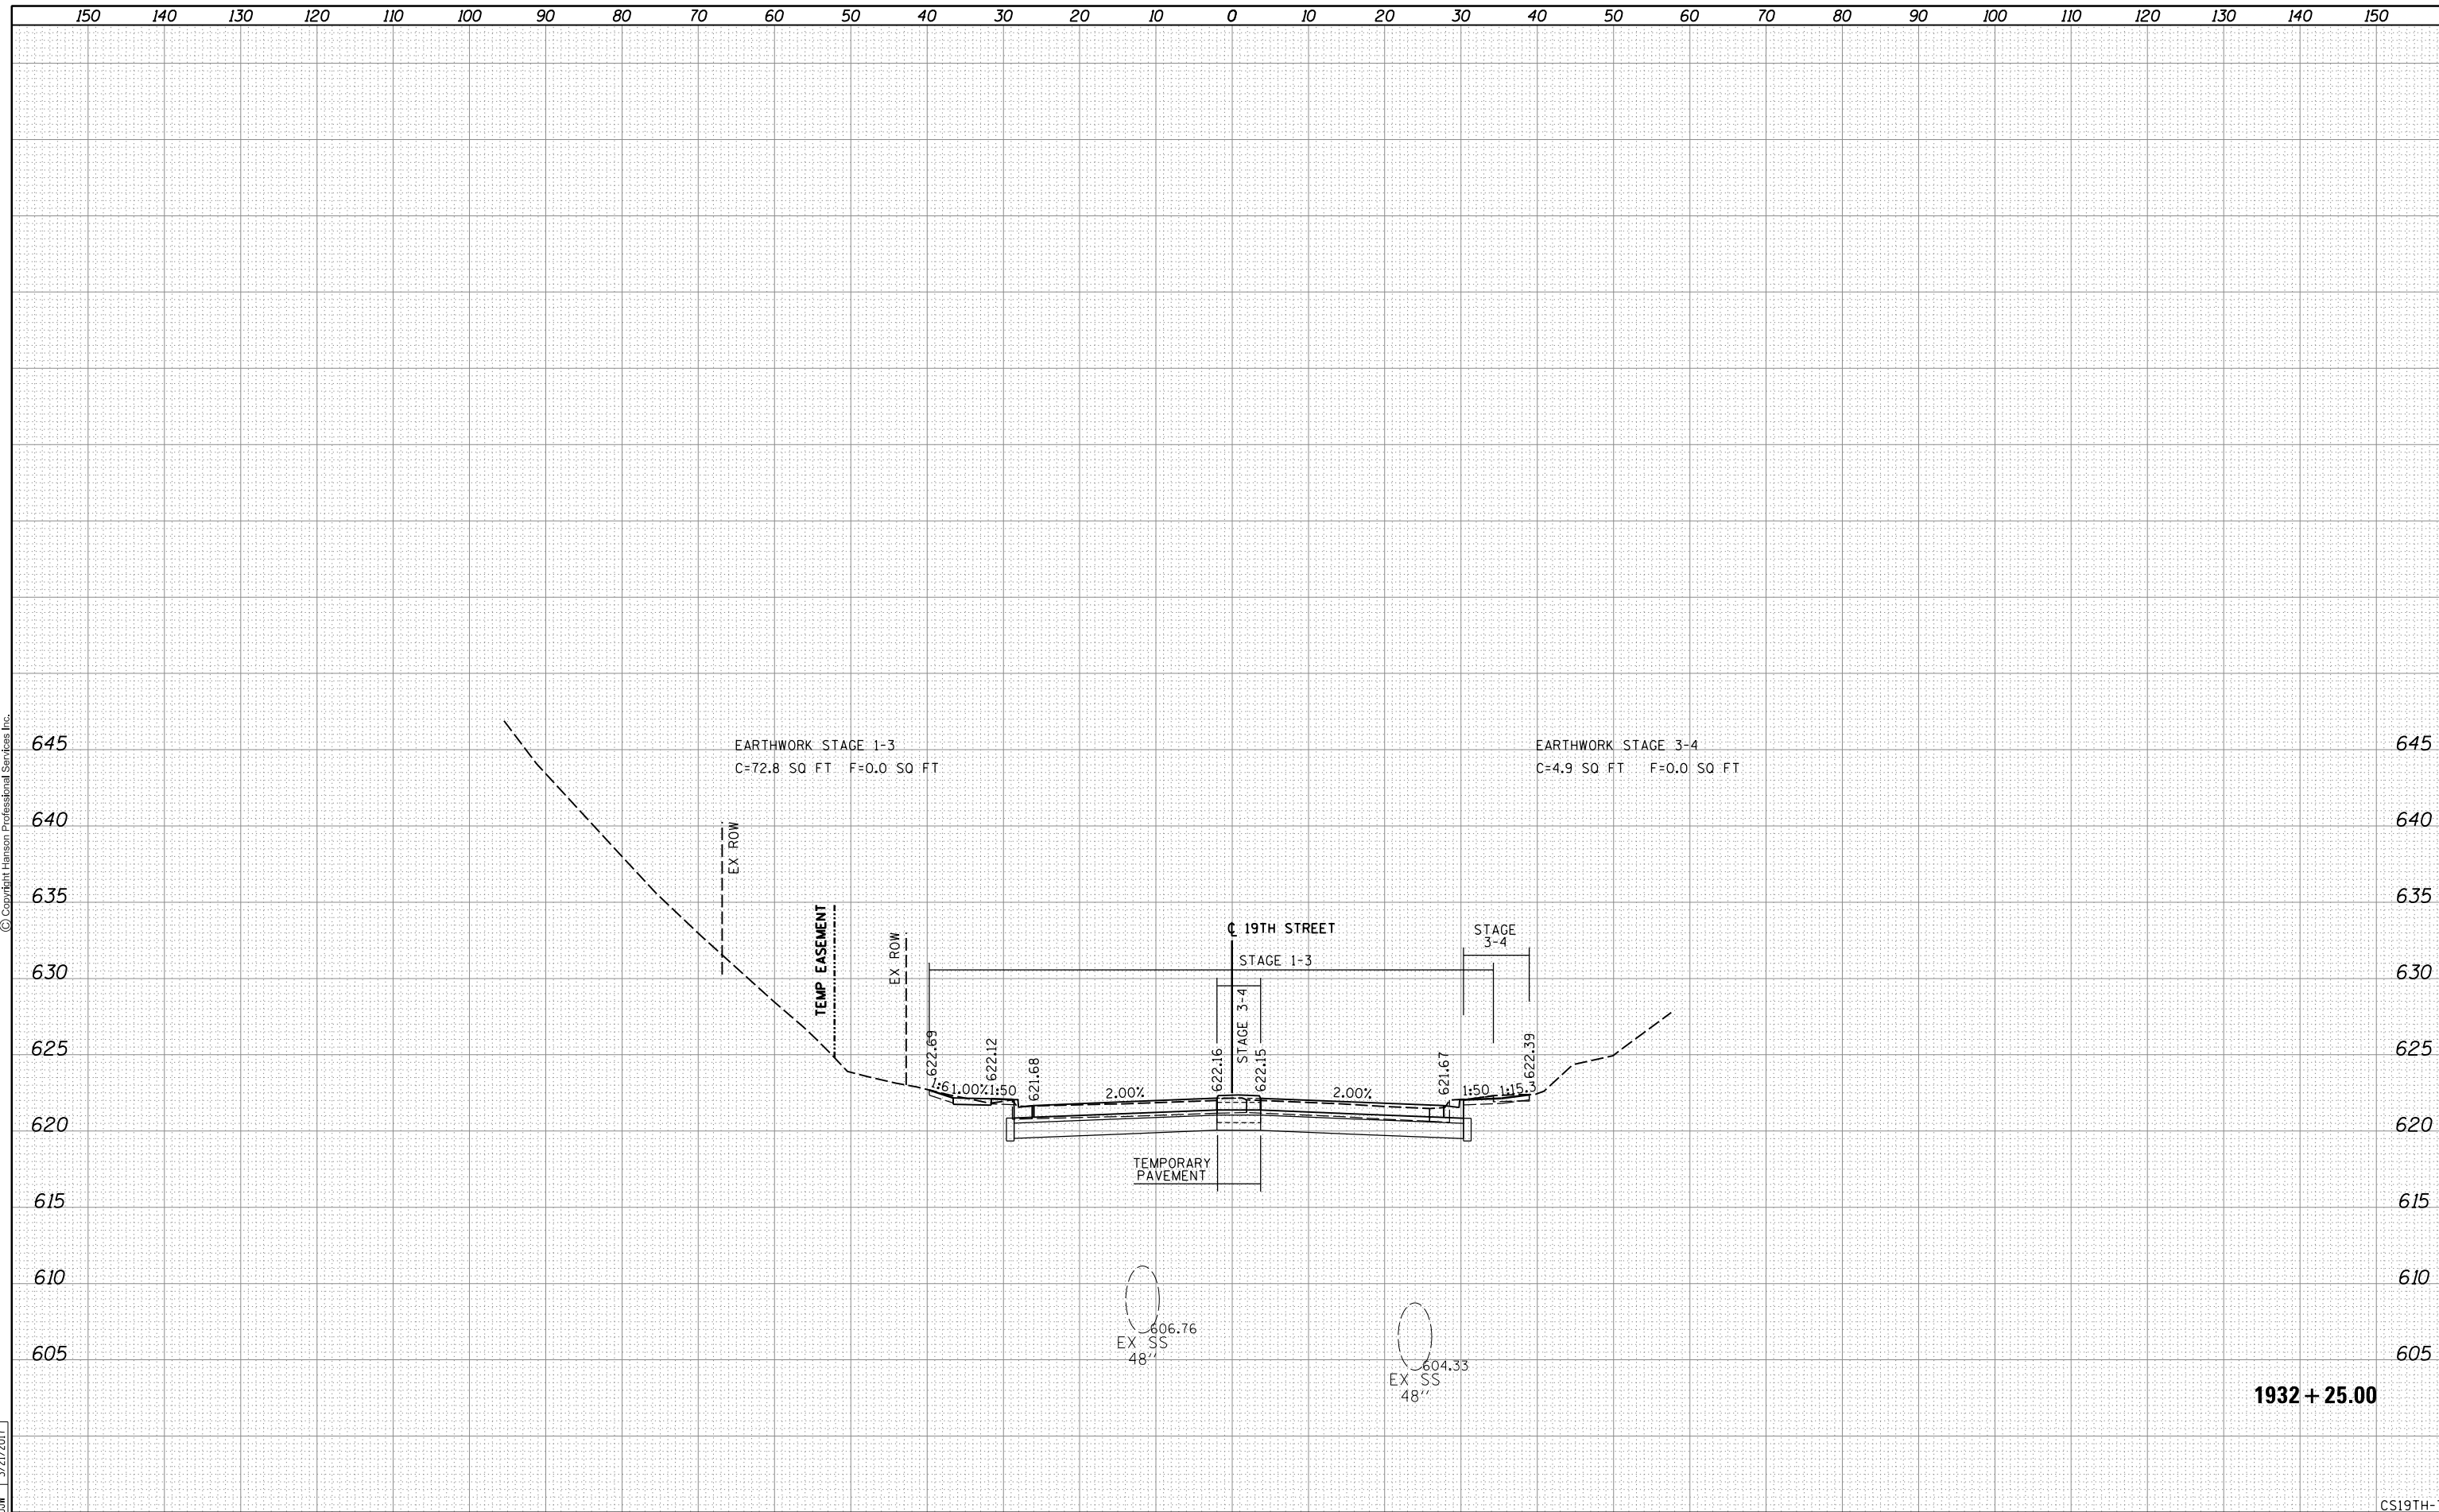 150 140 130 120 110 100 90 80 70 60 50 40 30 20 10 0 10 20 30 40 50 60 70 80 90 100 110 120 130 140 150
© Copyright Hanson Professional Services Inc.
645 645
EARTHWORK STAGE 1-3
C=72.8 SQ FT F=0.0 SQ FT
EARTHWORK STAGE 3-4
C=4.9 SQ FT F=0.0 SQ FT
640 640
EX ROW
635 635
TEMP EASEMENT
EX ROW
℄ 19TH STREET
STAGE
3-4
STAGE 1-3
630 630
STAGE 3-4
625 625
622.69
622.12
621.68
622.16
622.15
621.67
622.39
1:6 1.00% 1:50
2.00%
2.00%
1:50 1:15.3
620 620
TEMPORARY
PAVEMENT
615 615
610 610
606.76
EX SS
48''
605 605
604.33
EX SS
48''
1932+25.00
CS19TH-